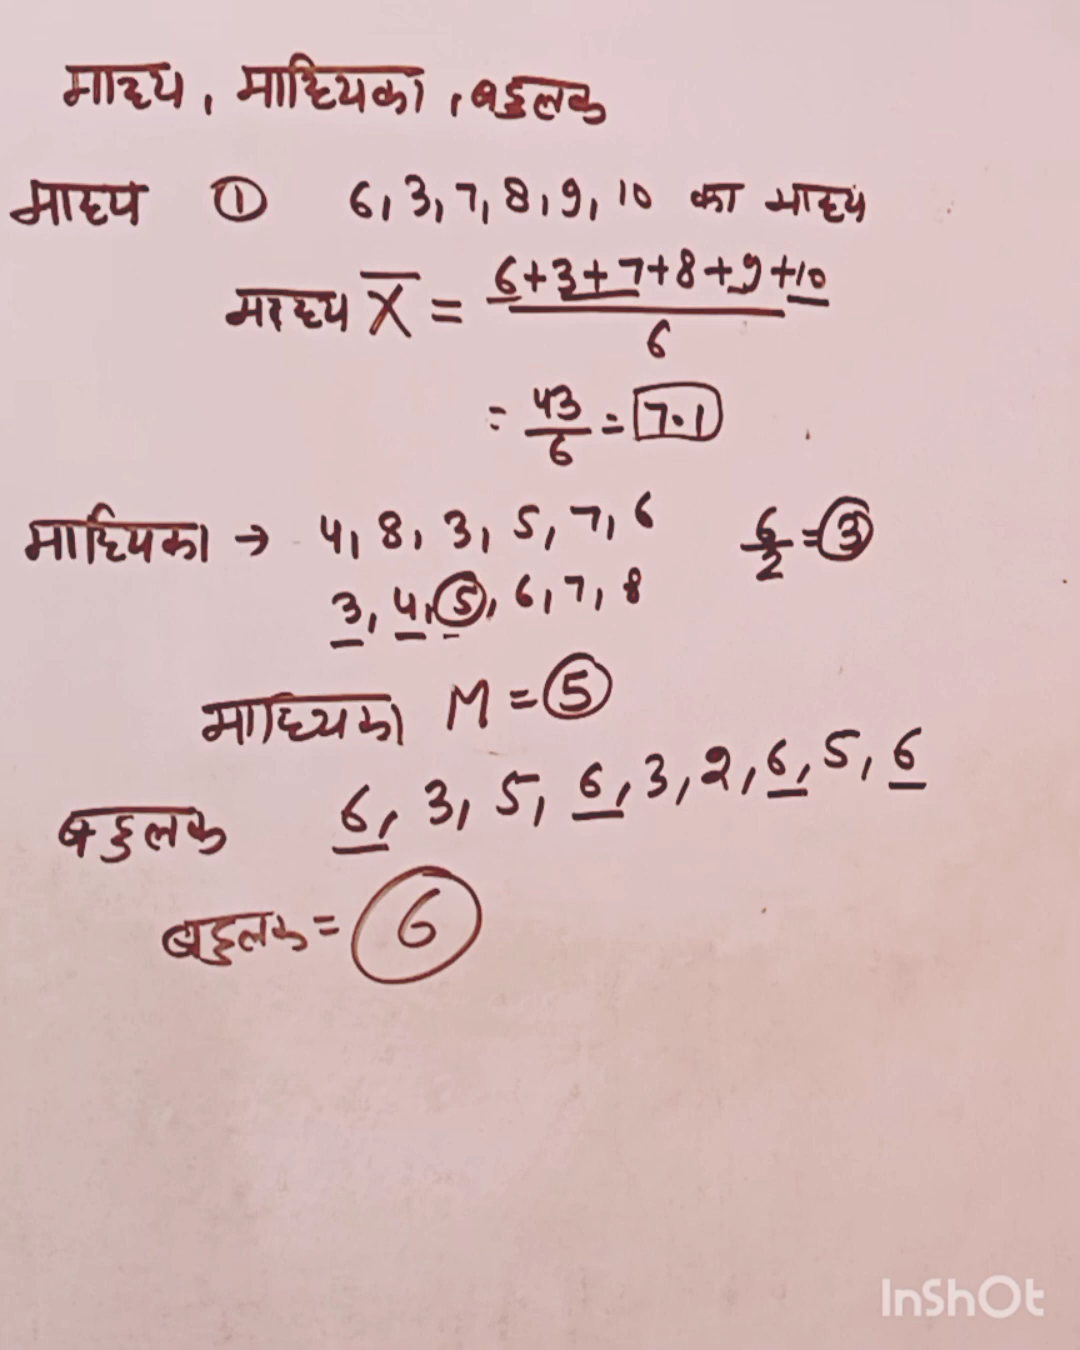 माध्य, माध्यिका, बहुलक
माध्य ① 6, 3, 7, 8, 9, 10 का माध्य
माध्य X̅ = 6+3+7+8+9+10 / 6
= 43/6 = 7.1
माध्यिका → 4, 8, 3, 5, 7, 6 6/2 = 3
3, 4, 5, 6, 7, 8
माध्यिका M = 5
बहुलक 6, 3, 5, 6, 3, 2, 6, 5, 6
बहुलक = 6
InShOt